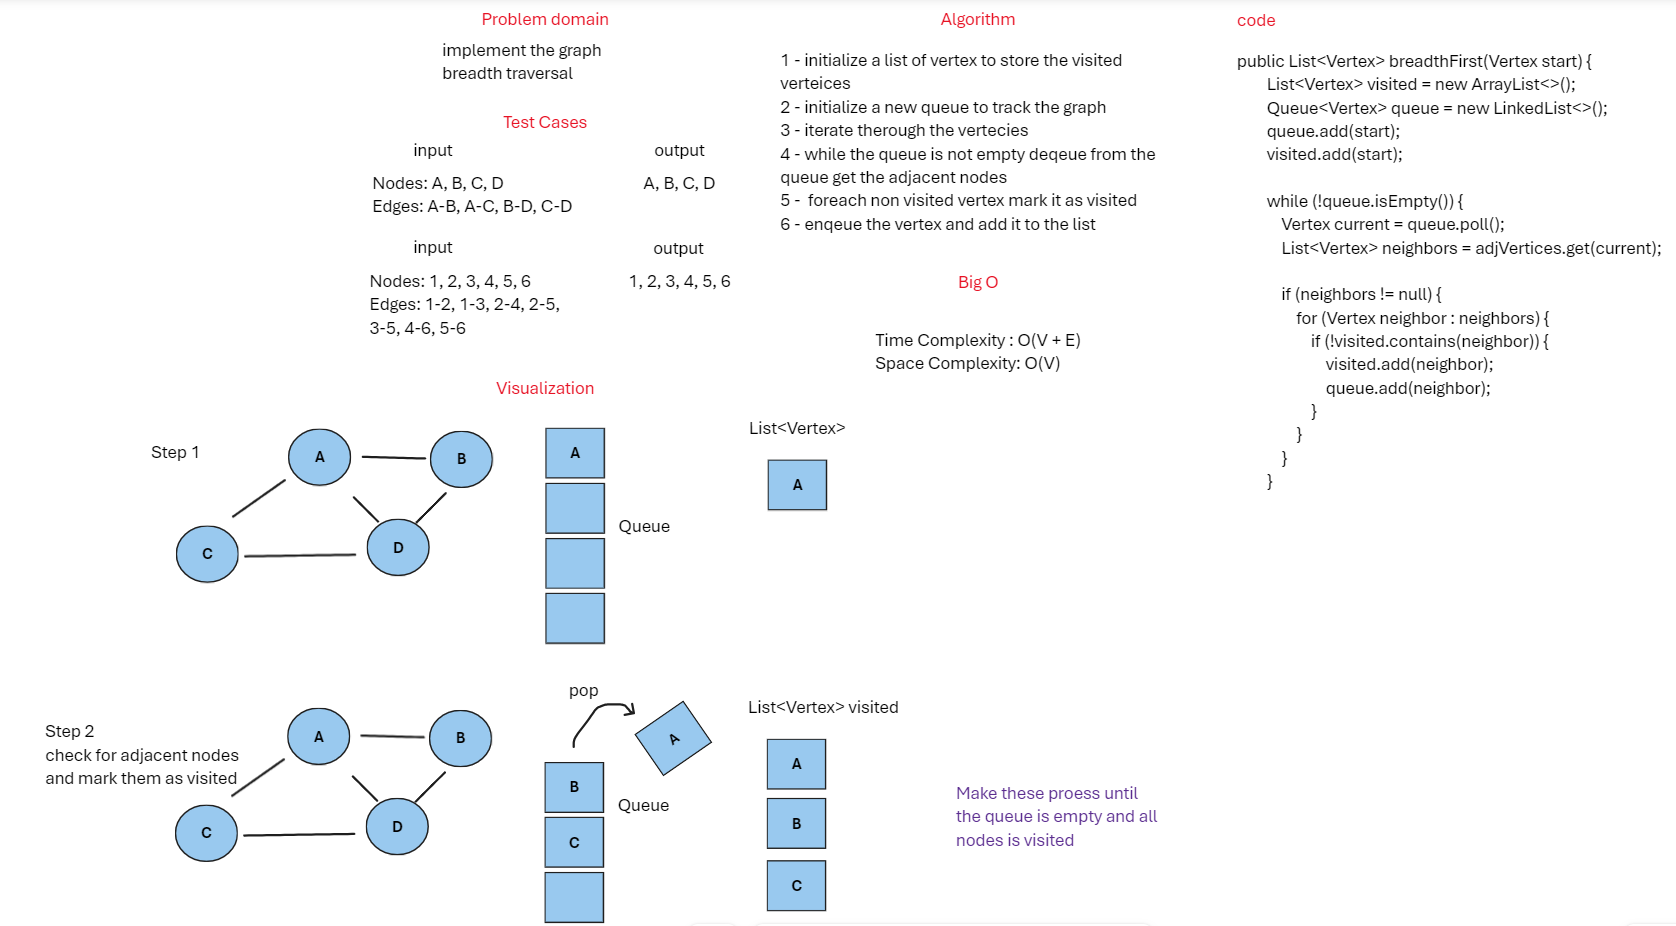 Problem domain
implement the graph
breadth traversal
Test Cases
input
output
Nodes: A, B, C, D
A, B, C, D
Edges: A-B, A-C, B-D, C-D
input
output
Nodes: 1, 2, 3, 4, 5, 6
1, 2, 3, 4, 5, 6
Edges: 1-2, 1-3, 2-4, 2-5,
3-5, 4-6, 5-6
Algorithm
1 - initialize a list of vertex to store the visited
verteices
2 - initialize a new queue to track the graph
3 - iterate therough the vertecies
4 - while the queue is not empty deqeue from the
queue get the adjacent nodes
5 -  foreach non visited vertex mark it as visited
6 - enqeue the vertex and add it to the list
Big O
Time Complexity : O(V + E)
Space Complexity: O(V)
code
public List<Vertex> breadthFirst(Vertex start) {
List<Vertex> visited = new ArrayList<>();
Queue<Vertex> queue = new LinkedList<>();
queue.add(start);
visited.add(start);
while (!queue.isEmpty()) {
Vertex current = queue.poll();
List<Vertex> neighbors = adjVertices.get(current);
if (neighbors != null) {
for (Vertex neighbor : neighbors) {
if (!visited.contains(neighbor)) {
visited.add(neighbor);
queue.add(neighbor);
}
}
}
}
Visualization
Step 1
A
B
C
D
A
Queue
List<Vertex>
A
Step 2
check for adjacent nodes
and mark them as visited
A
B
C
D
pop
A
B
C
Queue
List<Vertex> visited
A
B
C
Make these proess until
the queue is empty and all
nodes is visited